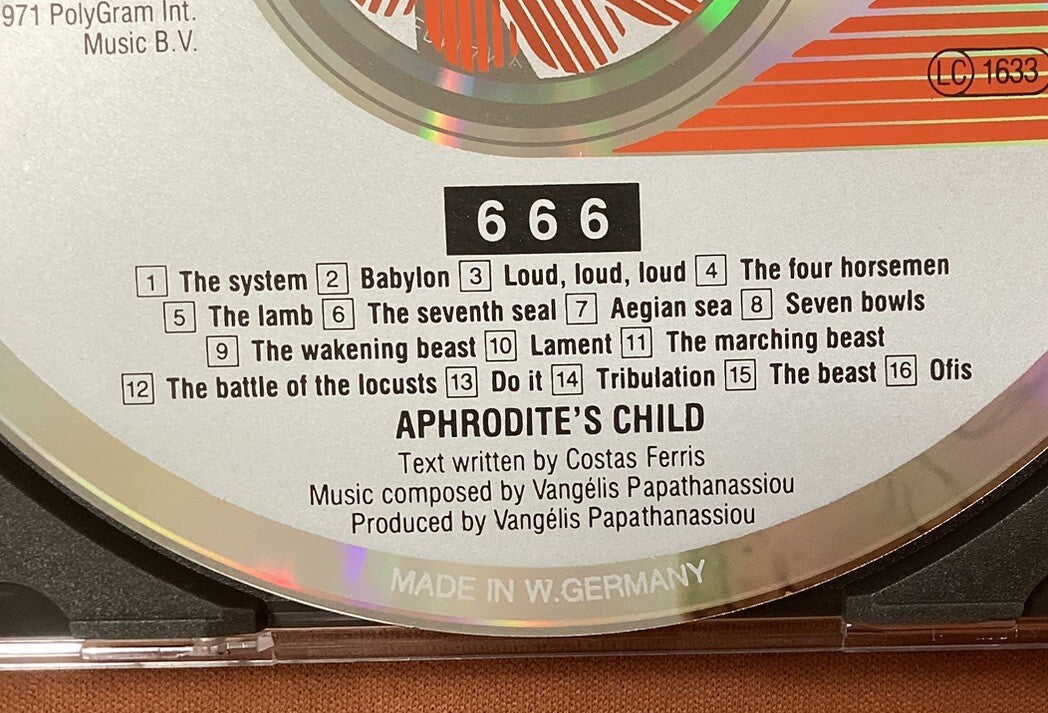 971 PolyGram Int.
Music B.V.
LC 1633
666
1 The system 2 Babylon 3 Loud, loud, loud 4 The four horsemen
5 The lamb 6 The seventh seal 7 Aegian sea 8 Seven bowls
9 The wakening beast 10 Lament 11 The marching beast
12 The battle of the locusts 13 Do it 14 Tribulation 15 The beast 16 Ofis
APHRODITE'S CHILD
Text written by Costas Ferris
Music composed by Vangélis Papathanassiou
Produced by Vangélis Papathanassiou
MADE IN W.GERMANY